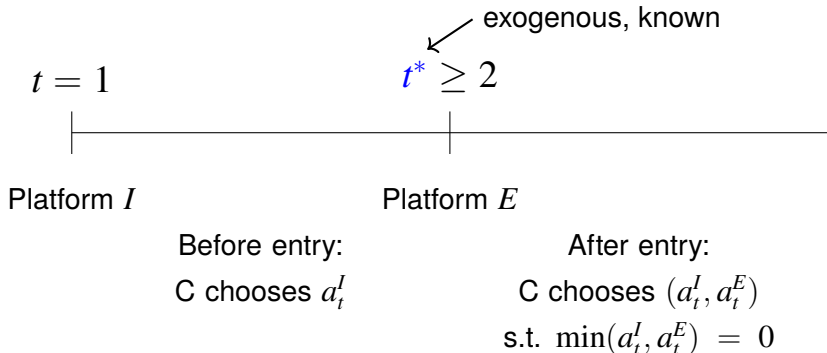 exogenous, known
t = 1
t* ≥ 2
Platform I
Platform E
Before entry:
C chooses a_t^I
After entry:
C chooses (a_t^I, a_t^E)
s.t. min(a_t^I, a_t^E) = 0